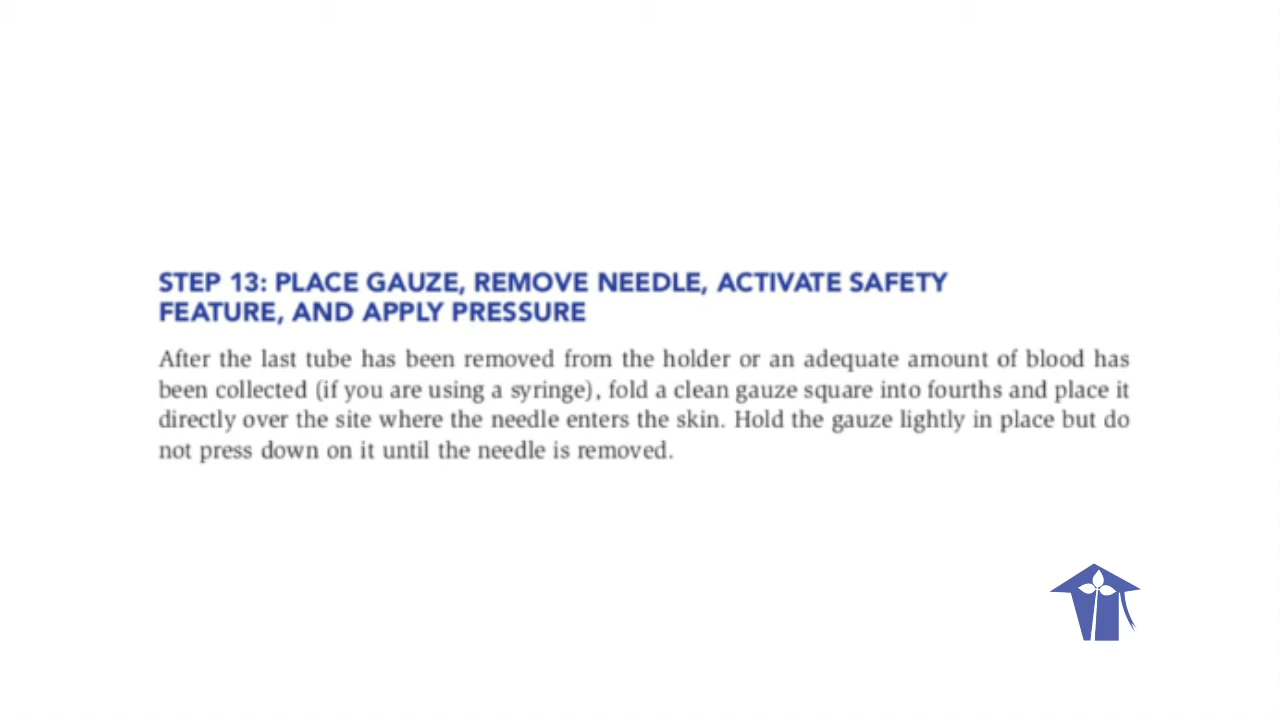 STEP 13: PLACE GAUZE, REMOVE NEEDLE, ACTIVATE SAFETY
FEATURE, AND APPLY PRESSURE
After the last tube has been removed from the holder or an adequate amount of blood has
been collected (if you are using a syringe), fold a clean gauze square into fourths and place it
directly over the site where the needle enters the skin. Hold the gauze lightly in place but do
not press down on it until the needle is removed.